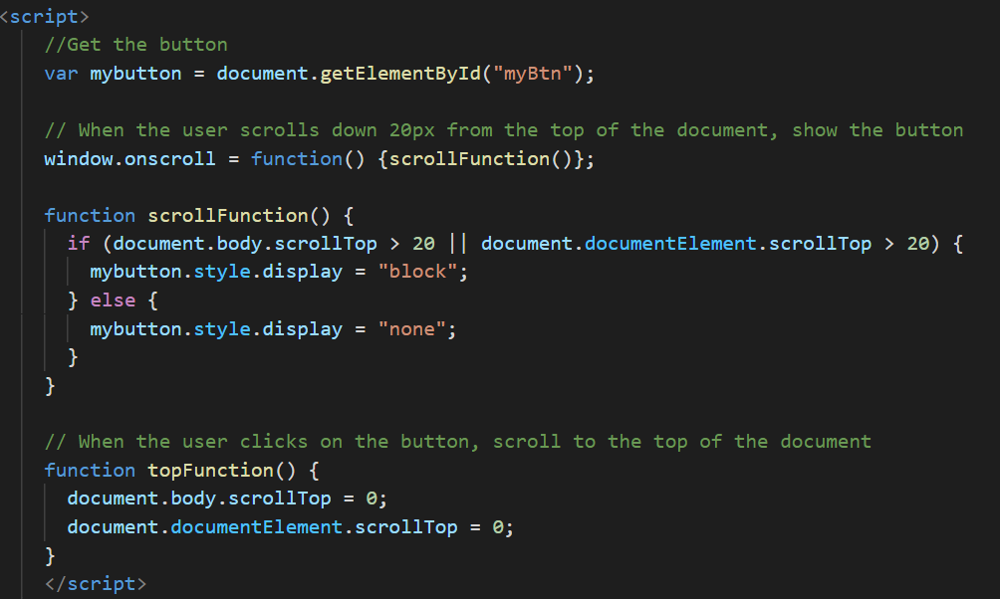 <script>
//Get the button
var mybutton = document.getElementById("myBtn");
// When the user scrolls down 20px from the top of the document, show the button
window.onscroll = function() {scrollFunction()};
function scrollFunction() {
if (document.body.scrollTop > 20 || document.documentElement.scrollTop > 20) {
mybutton.style.display = "block";
} else {
mybutton.style.display = "none";
}
}
// When the user clicks on the button, scroll to the top of the document
function topFunction() {
document.body.scrollTop = 0;
document.documentElement.scrollTop = 0;
}
</script>